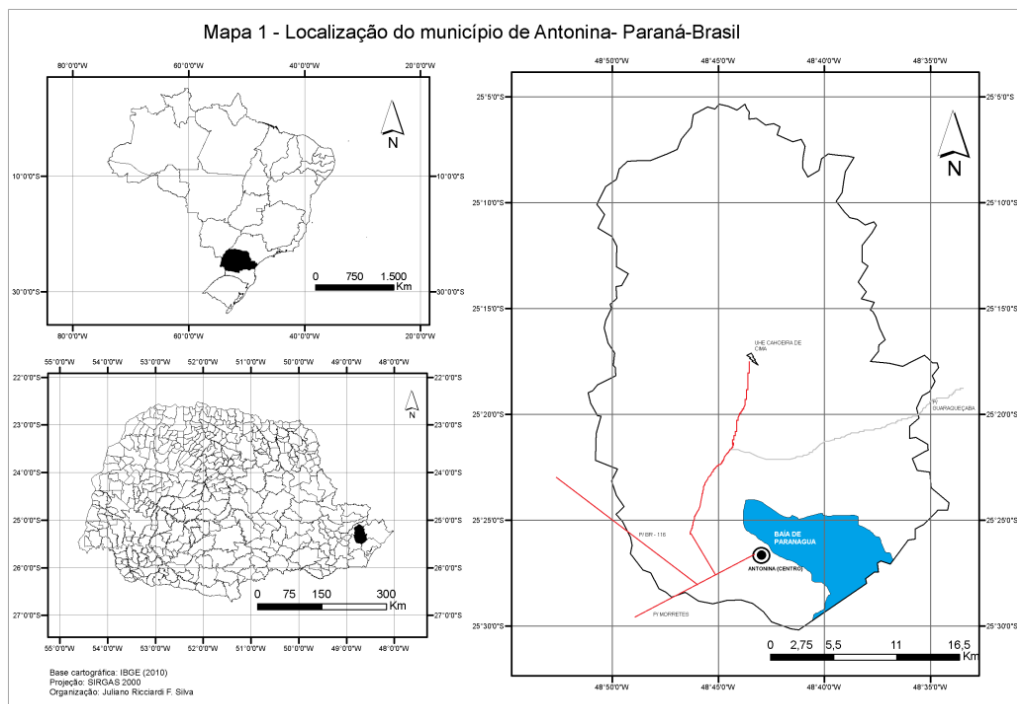 Mapa 1 - Localização do município de Antonina- Paraná-Brasil
80°0'0"W 60°0'0"W 40°0'0"W 20°0'0"W
N
10°0'0"S 10°0'0"S
0 750 1.500
Km
30°0'0"S 30°0'0"S
80°0'0"W 60°0'0"W 40°0'0"W 20°0'0"W
55°0'0"W 54°0'0"W 53°0'0"W 52°0'0"W 51°0'0"W 50°0'0"W 49°0'0"W 48°0'0"W
22°0'0"S 22°0'0"S
N
23°0'0"S 23°0'0"S
24°0'0"S 24°0'0"S
25°0'0"S 25°0'0"S
26°0'0"S 26°0'0"S
0 75 150 300
Km
27°0'0"S 27°0'0"S
55°0'0"W 54°0'0"W 53°0'0"W 52°0'0"W 51°0'0"W 50°0'0"W 49°0'0"W 48°0'0"W
Base cartográfica: IBGE (2010)
Projeção: SIRGAS 2000
Organização: Juliano Ricciardi F. Silva
48°50'0"W 48°45'0"W 48°40'0"W 48°35'0"W
25°5'0"S 25°5'0"S
N
25°10'0"S 25°10'0"S
25°15'0"S 25°15'0"S
UHE CAHOEIRA DE
CIMA
25°20'0"S 25°20'0"S
P/
GUARAQUEÇABA
25°25'0"S 25°25'0"S
P/ BR - 116
BAÍA DE
PARANAGUA
ANTONINA (CENTRO)
P/ MORRETES
25°30'0"S 25°30'0"S
0 2,75 5,5 11 16,5
Km
48°50'0"W 48°45'0"W 48°40'0"W 48°35'0"W